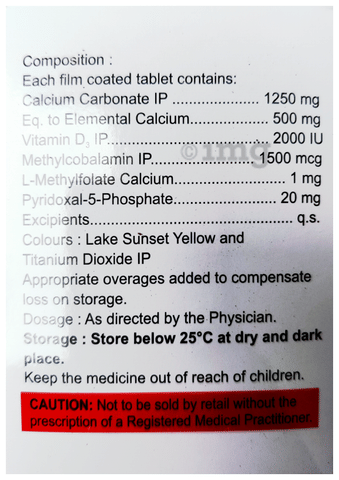 Composition :
Each film coated tablet contains:
Calcium Carbonate IP .................... 1250 mg
Eq. to Elemental Calcium.................. 500 mg
Vitamin D3 IP................................... 2000 IU
Methylcobalamin IP........................1500 mcg
L-Methylfolate Calcium......................... 1 mg
Pyridoxal-5-Phosphate........................ 20 mg
Excipients.............................................. q.s.
Colours : Lake Sunset Yellow and
Titanium Dioxide IP
Appropriate overages added to compensate
loss on storage.
Dosage : As directed by the Physician.
Storage : Store below 25°C at dry and dark
place.
Keep the medicine out of reach of children.
CAUTION: Not to be sold by retail without the
prescription of a Registered Medical Practitioner.